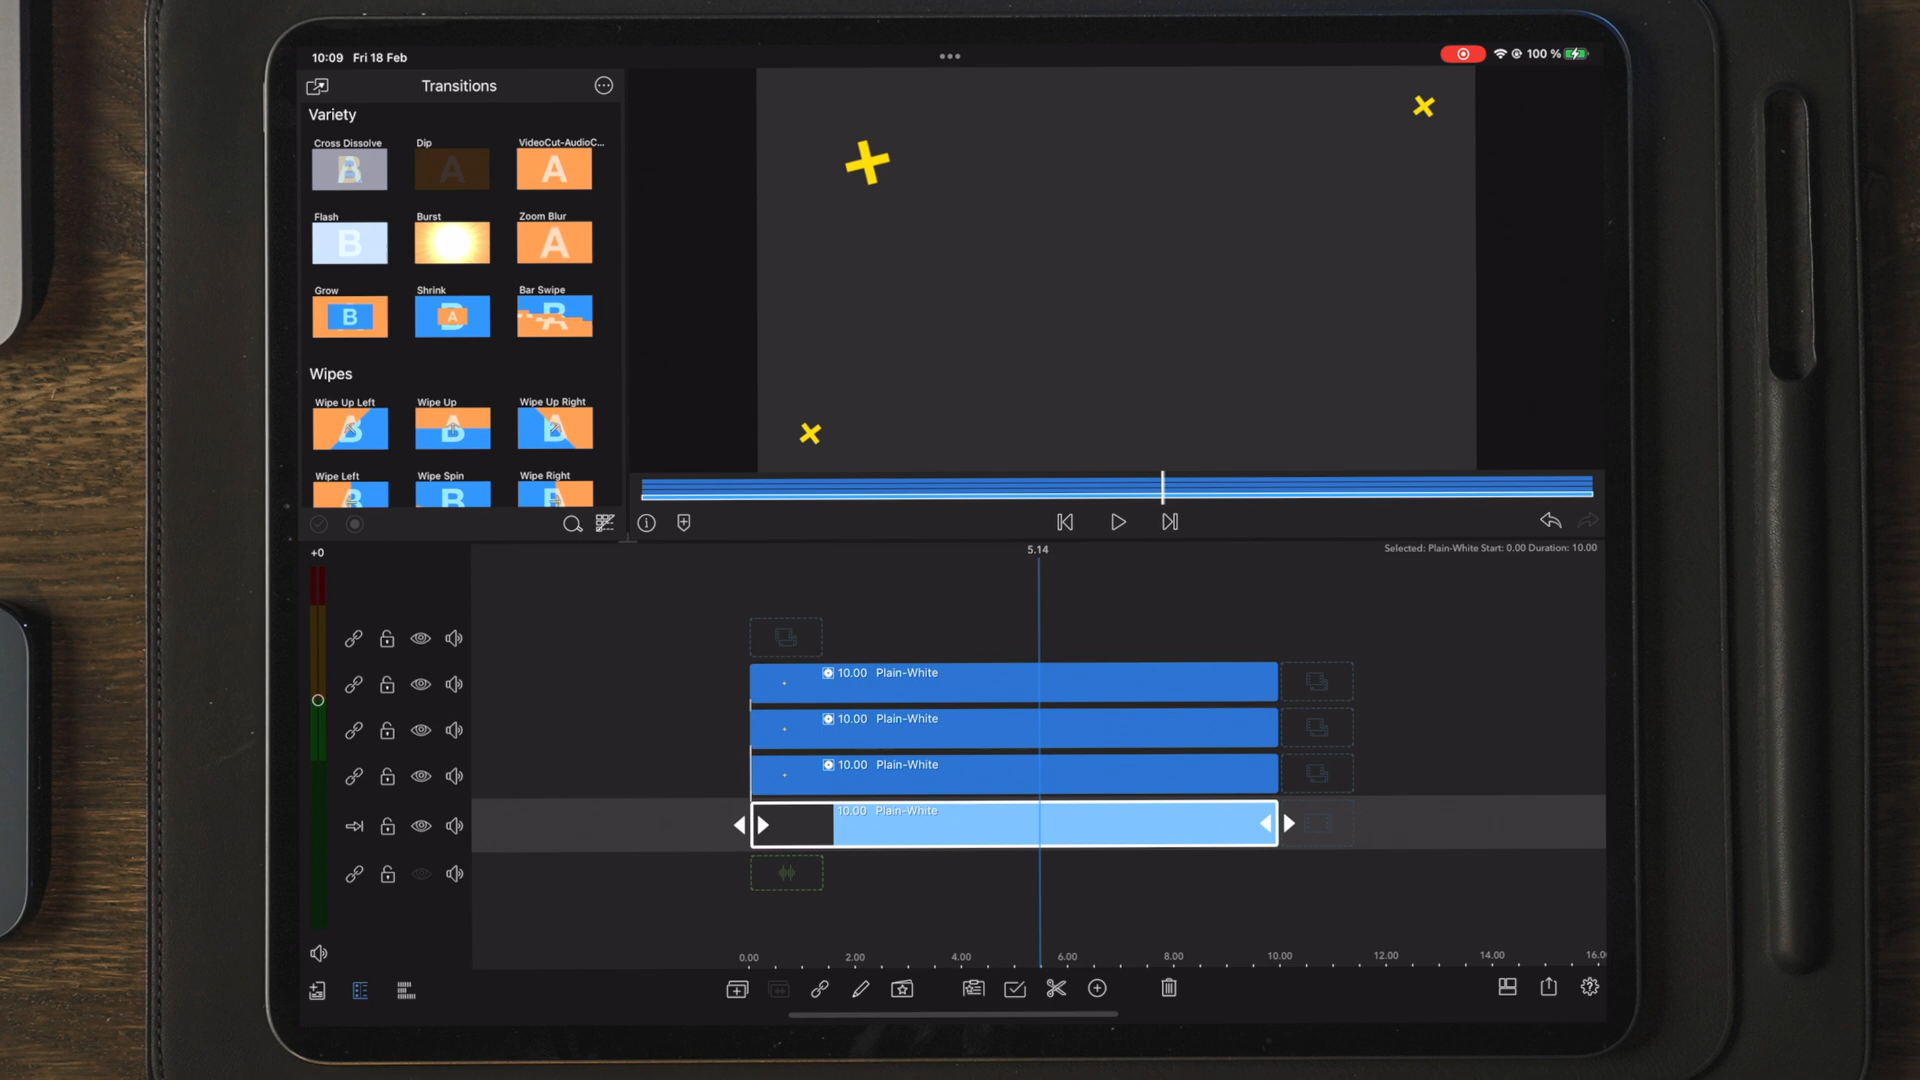 10:09 Fri 18 Feb
100 %
Transitions
Variety
Cross Dissolve
Dip
VideoCut-AudioC...
B
A
A
Flash
Burst
Zoom Blur
B
A
Grow
Shrink
Bar Swipe
B
A
Wipes
Wipe Up Left
Wipe Up
Wipe Up Right
B
B
B
Wipe Left
Wipe Spin
Wipe Right
B
+0
5.14
Selected: Plain-White Start: 0.00 Duration: 10.00
10.00 Plain-White
10.00 Plain-White
10.00 Plain-White
10.00 Plain-White
0.00 2.00 4.00 6.00 8.00 10.00 12.00 14.00 16.0